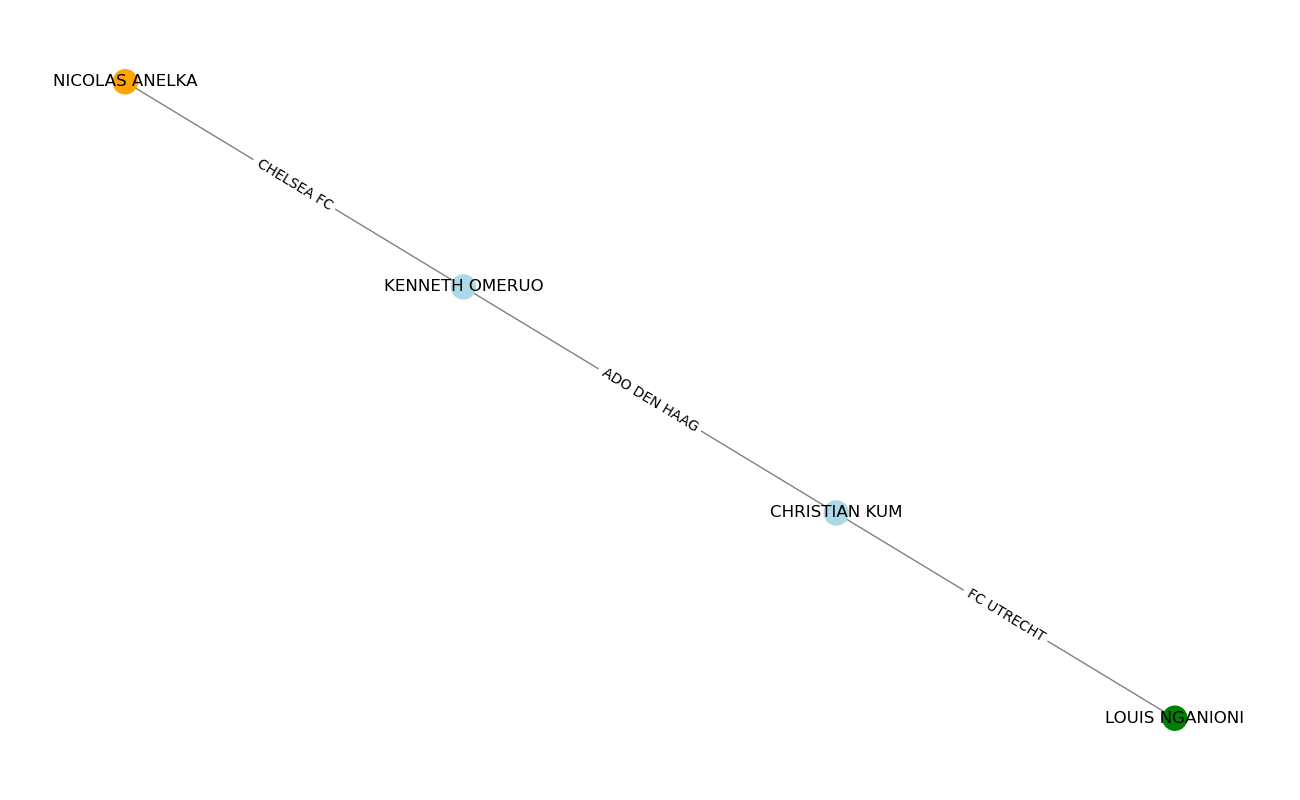 NICOLAS ANELKA
CHELSEA FC
KENNETH OMERUO
ADO DEN HAAG
CHRISTIAN KUM
FC UTRECHT
LOUIS NGANIONI